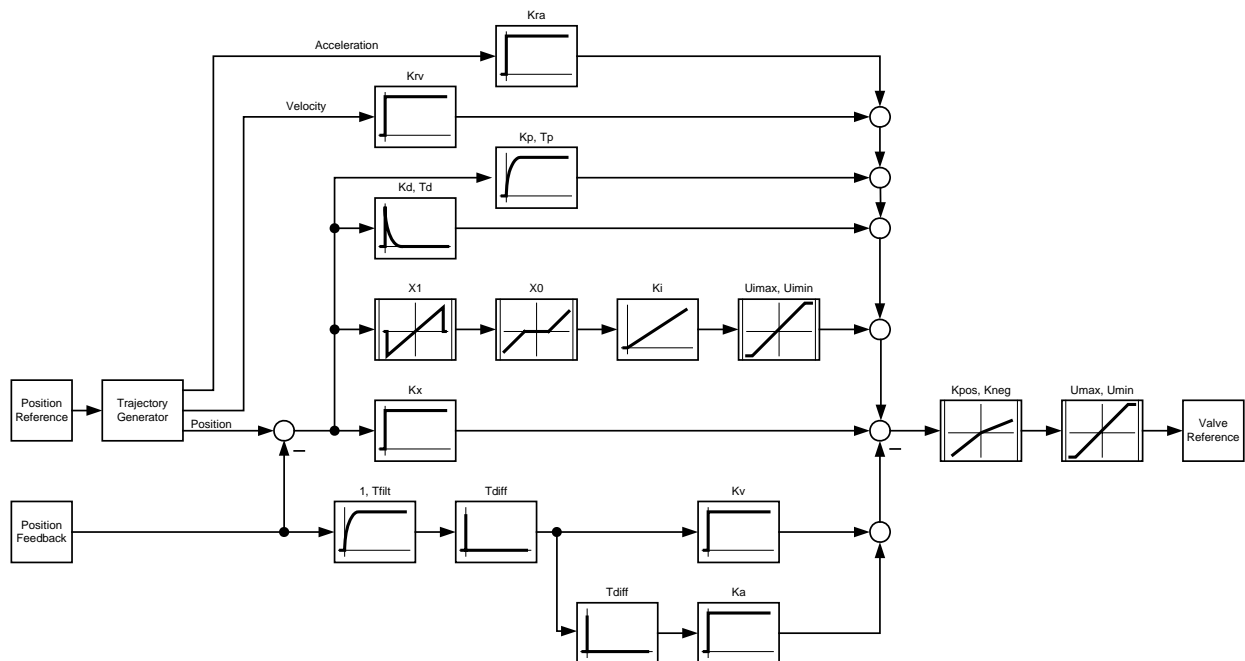 Kra
Acceleration
Krv
Velocity
Kp, Tp
Kd, Td
X1
X0
Ki
Uimax, Uimin
Position
Reference
Trajectory
Generator
Position
Kx
Kpos, Kneg
Umax, Umin
Valve
Reference
Position
Feedback
1, Tfilt
Tdiff
Kv
Tdiff
Ka